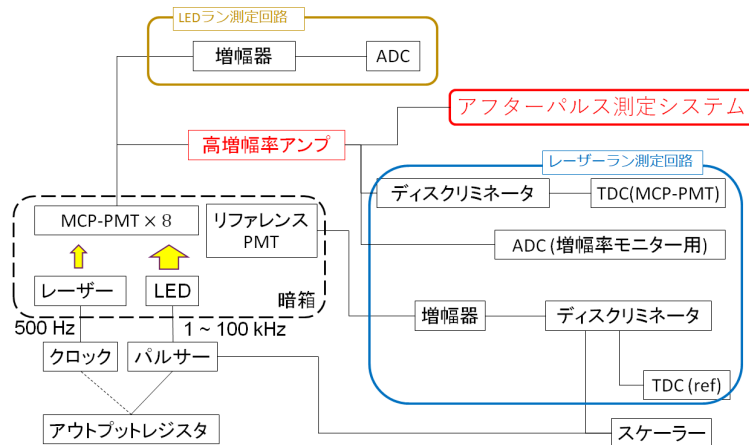 LEDラン測定回路
増幅器
ADC
アフターパルス測定システム
高増幅率アンプ
レーザーラン測定回路
ディスクリミネータ
TDC(MCP-PMT)
MCP-PMT × 8
リファレンス
PMT
ADC (増幅率モニター用)
レーザー
LED
暗箱
増幅器
ディスクリミネータ
500 Hz
1 ~ 100 kHz
クロック
パルサー
TDC (ref)
アウトプットレジスタ
スケーラー